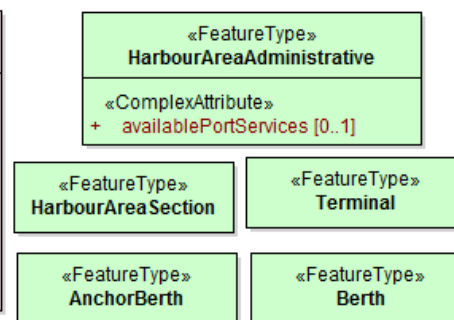 «FeatureType»
HarbourAreaAdministrative
«ComplexAttribute»
+ availablePortServices [0..1]
«FeatureType»
HarbourAreaSection
«FeatureType»
Terminal
«FeatureType»
AnchorBerth
«FeatureType»
Berth